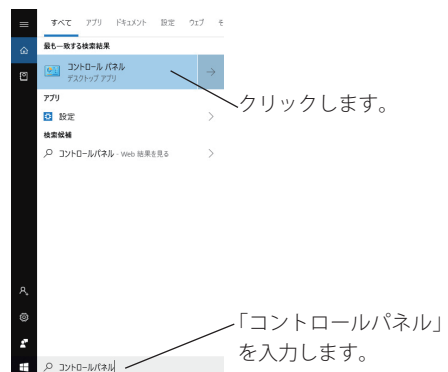 すべて アプリ ドキュメント 設定 ウェブ
最も一致する検索結果
コントロール パネル
デスクトップ アプリ
クリックします。
アプリ
設定
検索候補
コントロールパネル - Web 結果を見る
「コントロールパネル」
を入力します。
コントロールパネル